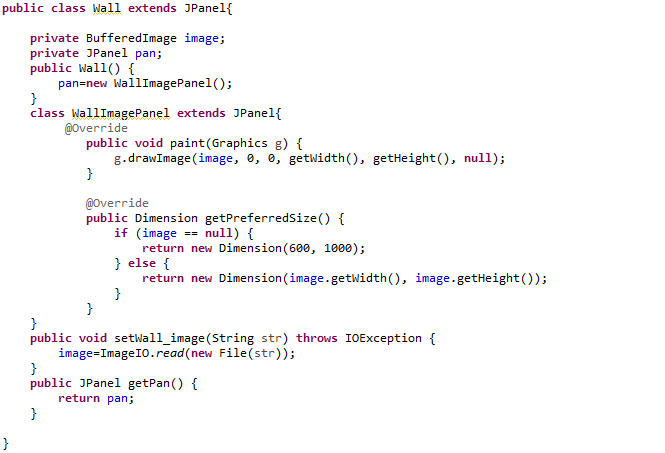 public class Wall extends JPanel{
private BufferedImage image;
private JPanel pan;
public Wall() {
pan=new WallImagePanel();
}
class WallImagePanel extends JPanel{
@Override
public void paint(Graphics g) {
g.drawImage(image, 0, 0, getWidth(), getHeight(), null);
}
@Override
public Dimension getPreferredSize() {
if (image == null) {
return new Dimension(600, 1000);
} else {
return new Dimension(image.getWidth(), image.getHeight());
}
}
}
public void setWall_image(String str) throws IOException {
image=ImageIO.read(new File(str));
}
public JPanel getPan() {
return pan;
}
}